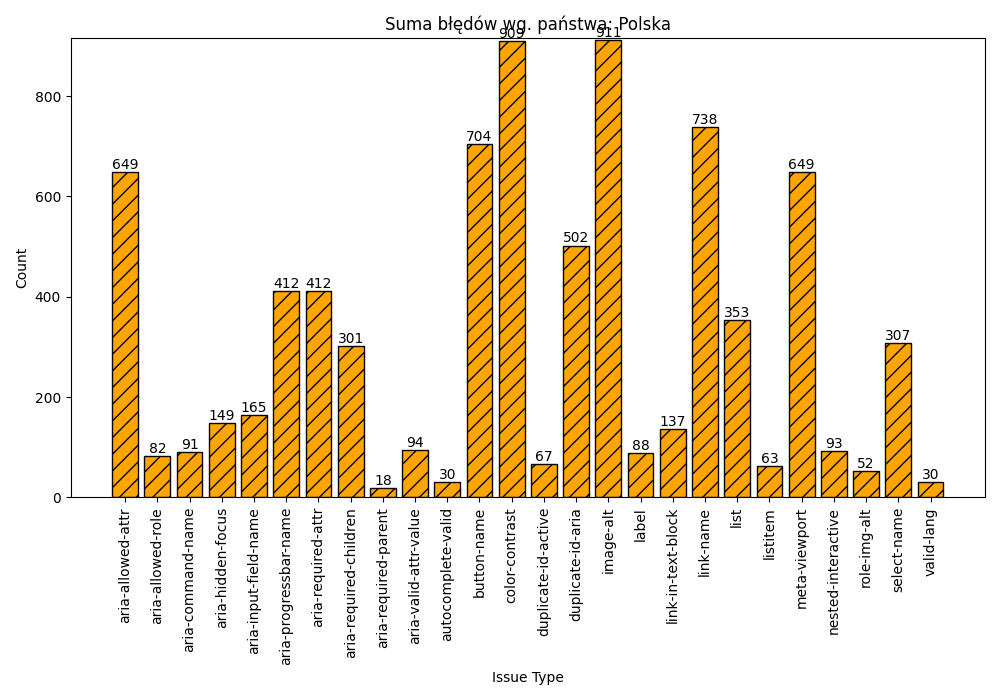 Suma błędów wg. państwa: Polska
Count
800
600
400
200
0
649
82
91
149
165
412
412
301
18
94
30
704
909
67
502
911
88
137
738
353
63
649
93
52
307
30
aria-allowed-attr
aria-allowed-role
aria-command-name
aria-hidden-focus
aria-input-field-name
aria-progressbar-name
aria-required-attr
aria-required-children
aria-required-parent
aria-valid-attr-value
autocomplete-valid
button-name
color-contrast
duplicate-id-active
duplicate-id-aria
image-alt
label
link-in-text-block
link-name
list
listitem
meta-viewport
nested-interactive
role-img-alt
select-name
valid-lang
Issue Type